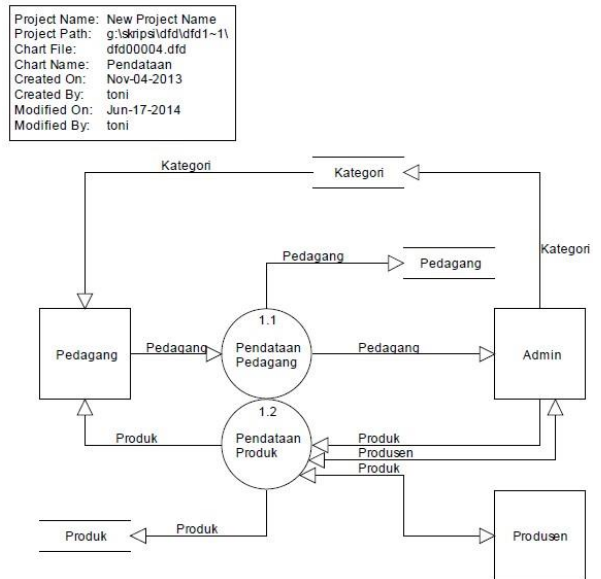 Project Name: New Project Name
Project Path: g:\skripsi\dfd\dfd1~1\
Chart File: dfd00004.dfd
Chart Name: Pendataan
Created On: Nov-04-2013
Created By: toni
Modified On: Jun-17-2014
Modified By: toni
Kategori
Kategori
Kategori
Pedagang
Pedagang
1.1
Pedagang
Pedagang
Pendataan
Pedagang
Pedagang
Admin
1.2
Pendataan
Produk
Produk
Produk
Produsen
Produk
Produk
Produk
Produsen